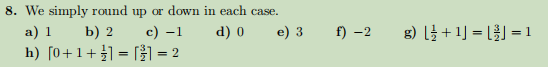 8. We simply round up or down in each case.
a) 1 b) 2 c) −1 d) 0 e) 3 f) −2 g) ⌊½ + 1⌋ = ⌊3/2⌋ = 1
h) ⌈0 + 1 + ½⌉ = ⌈3/2⌉ = 2